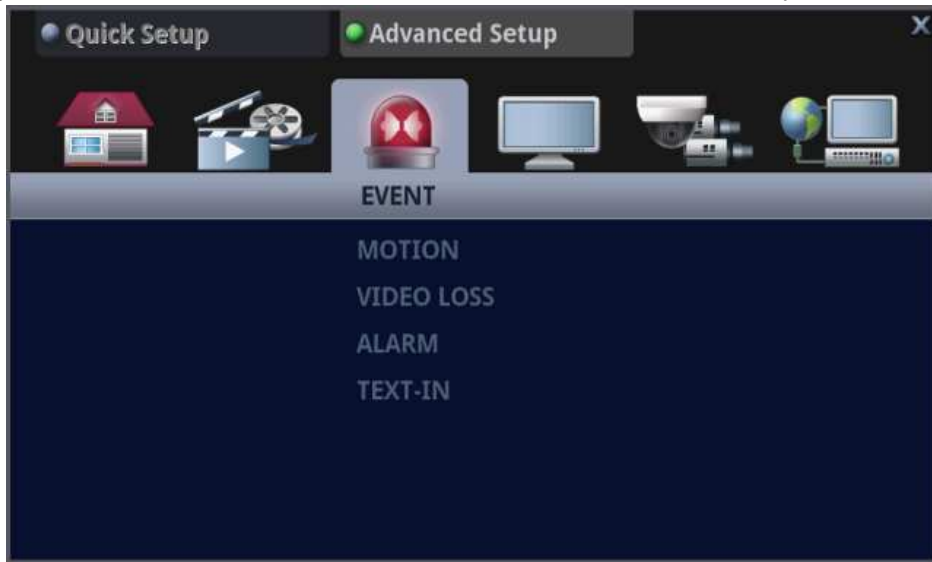 Quick Setup
Advanced Setup
X
EVENT
MOTION
VIDEO LOSS
ALARM
TEXT-IN